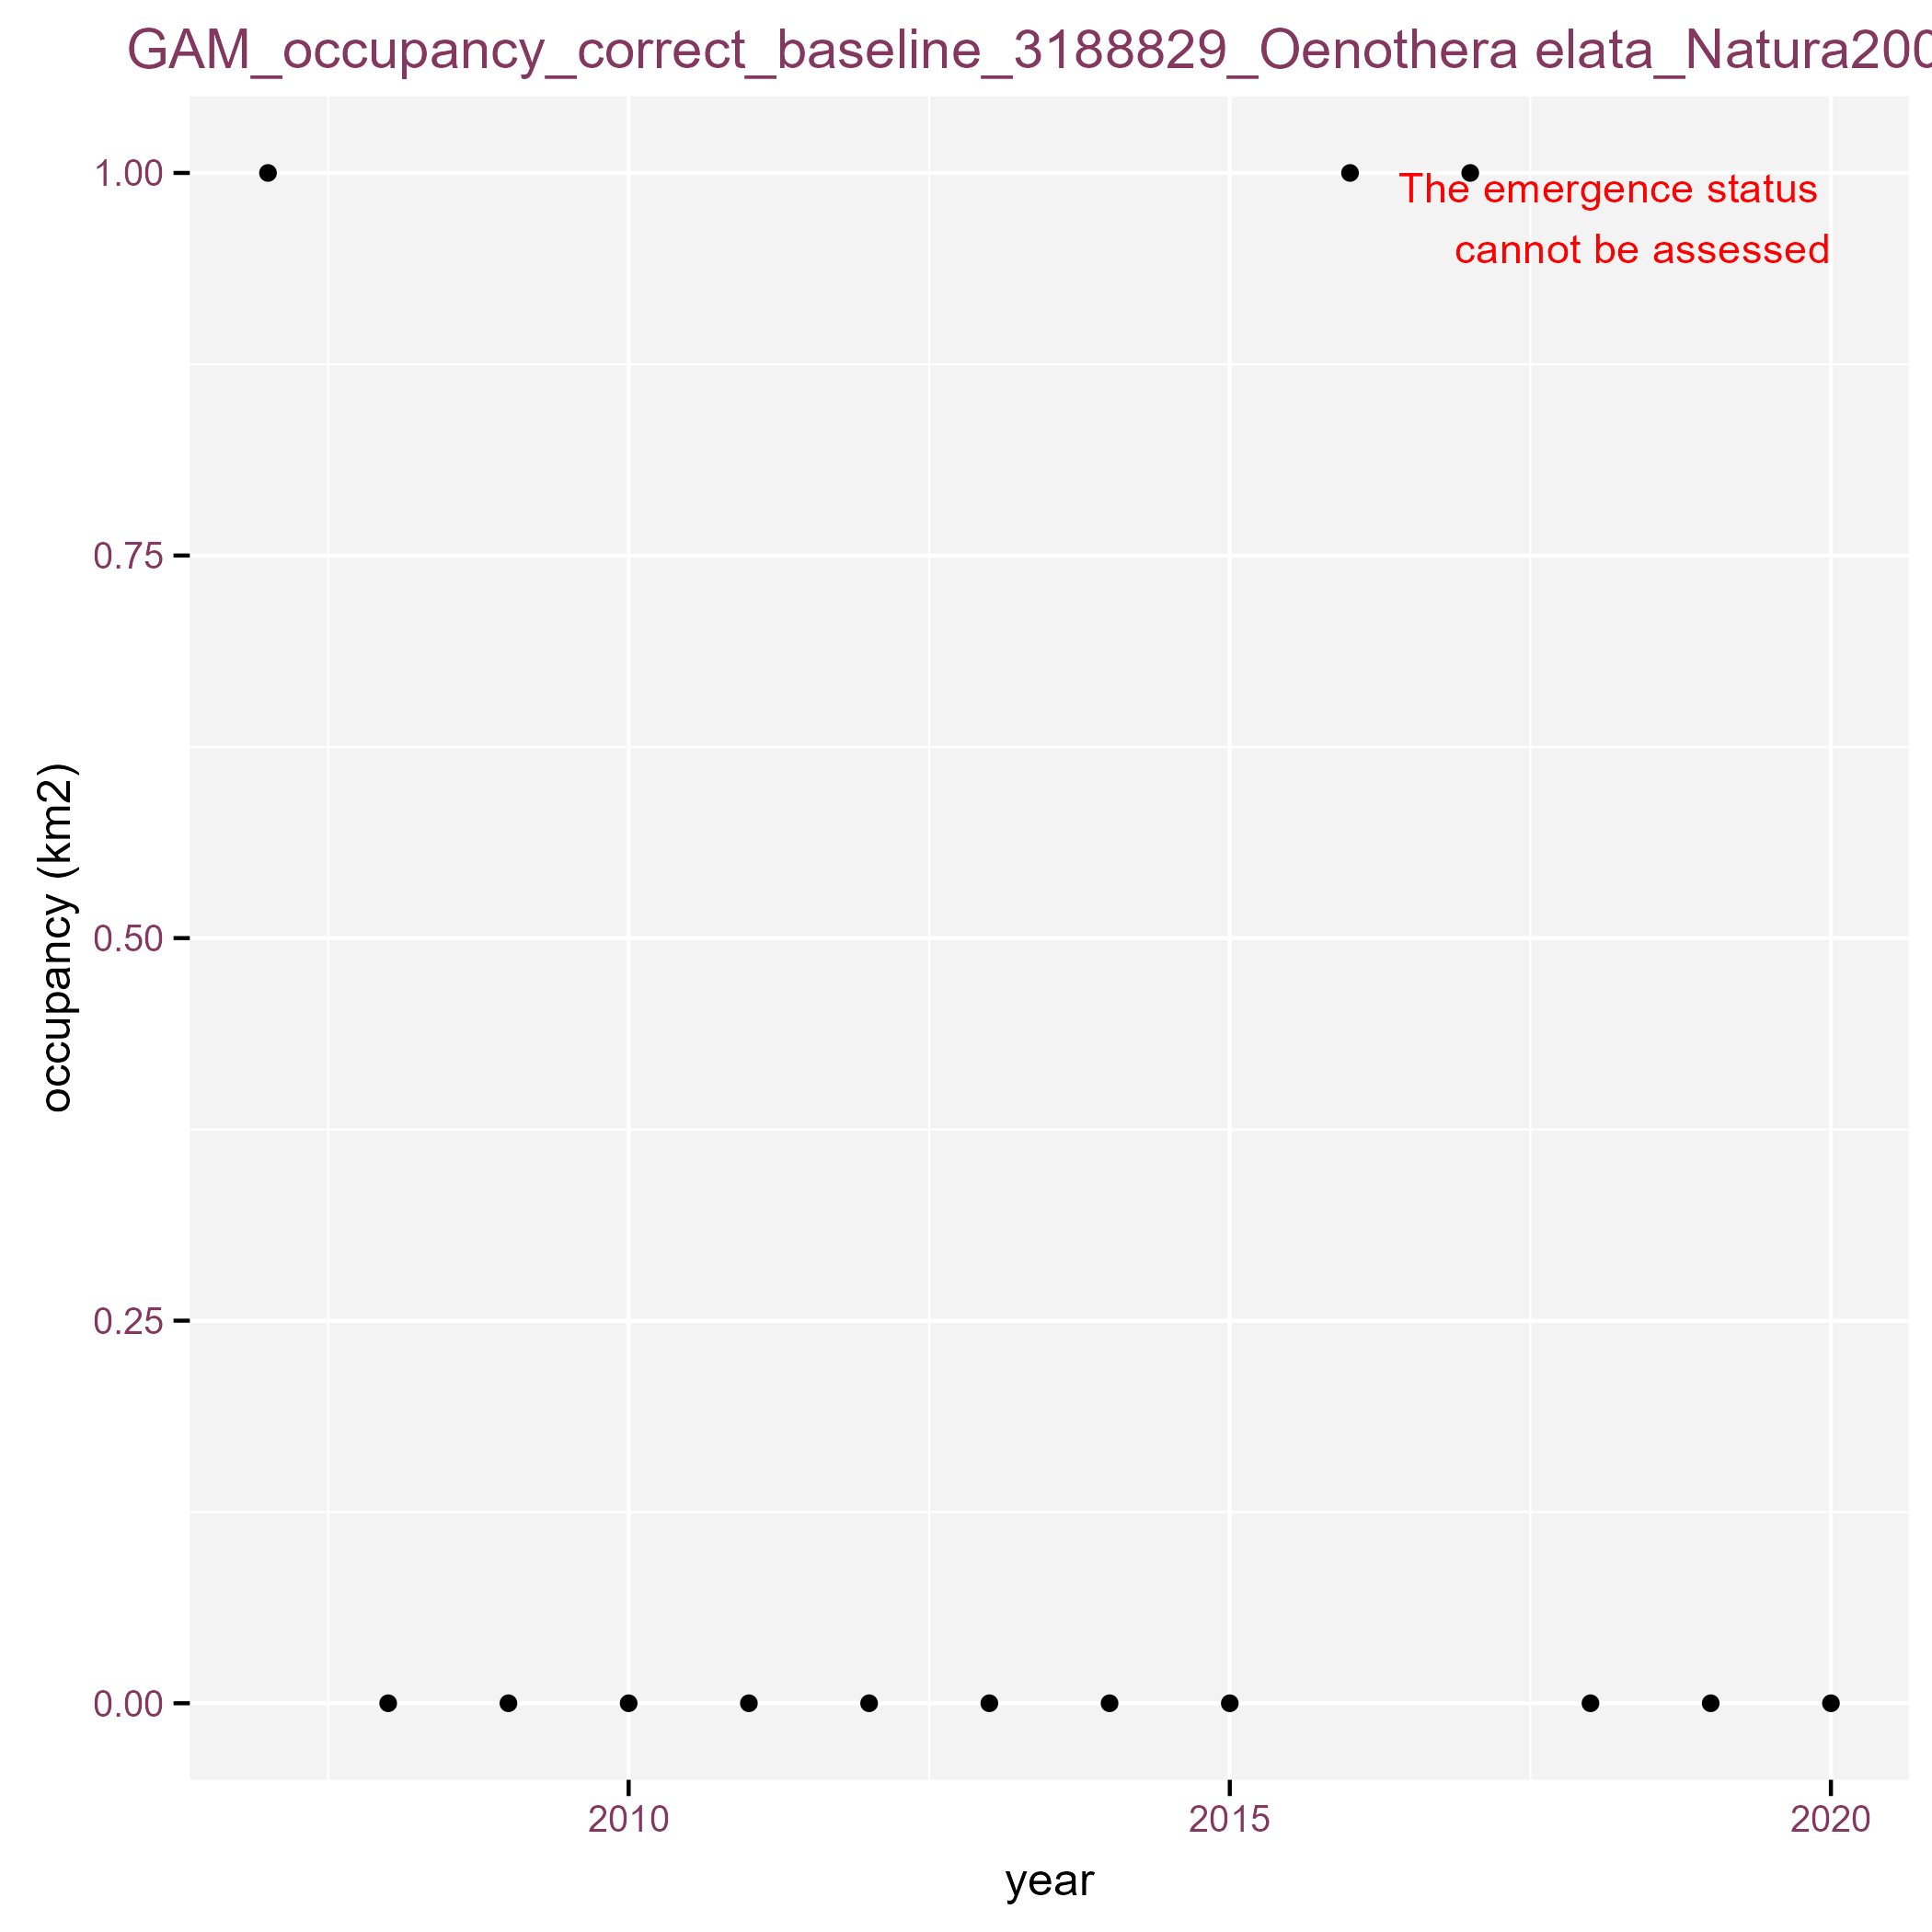 GAM_occupancy_correct_baseline_3188829_Oenothera elata_Natura200
1.00
The emergence status
cannot be assessed
0.75
0.50
0.25
0.00
occupancy (km2)
2010 2015 2020
year